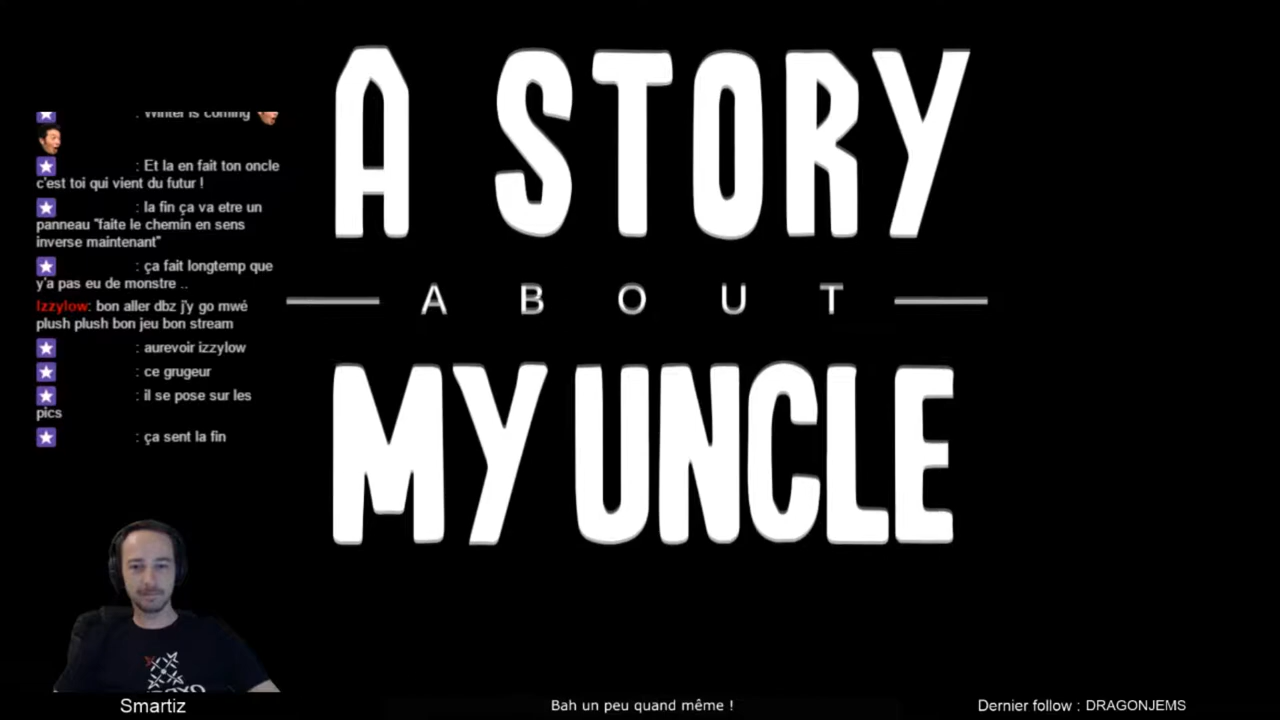 A STORY
ABOUT
MY UNCLE
: Winter is coming
: Et la en fait ton oncle
c'est toi qui vient du futur !
: la fin ça va etre un
panneau "faite le chemin en sens
inverse maintenant"
: ça fait longtemp que
y'a pas eu de monstre ..
Izzylow: bon aller dbz j'y go mwé
plush plush bon jeu bon stream
: aurevoir izzylow
: ce grugeur
: il se pose sur les
pics
: ça sent la fin
Smartiz
Bah un peu quand même !
Dernier follow : DRAGONJEMS